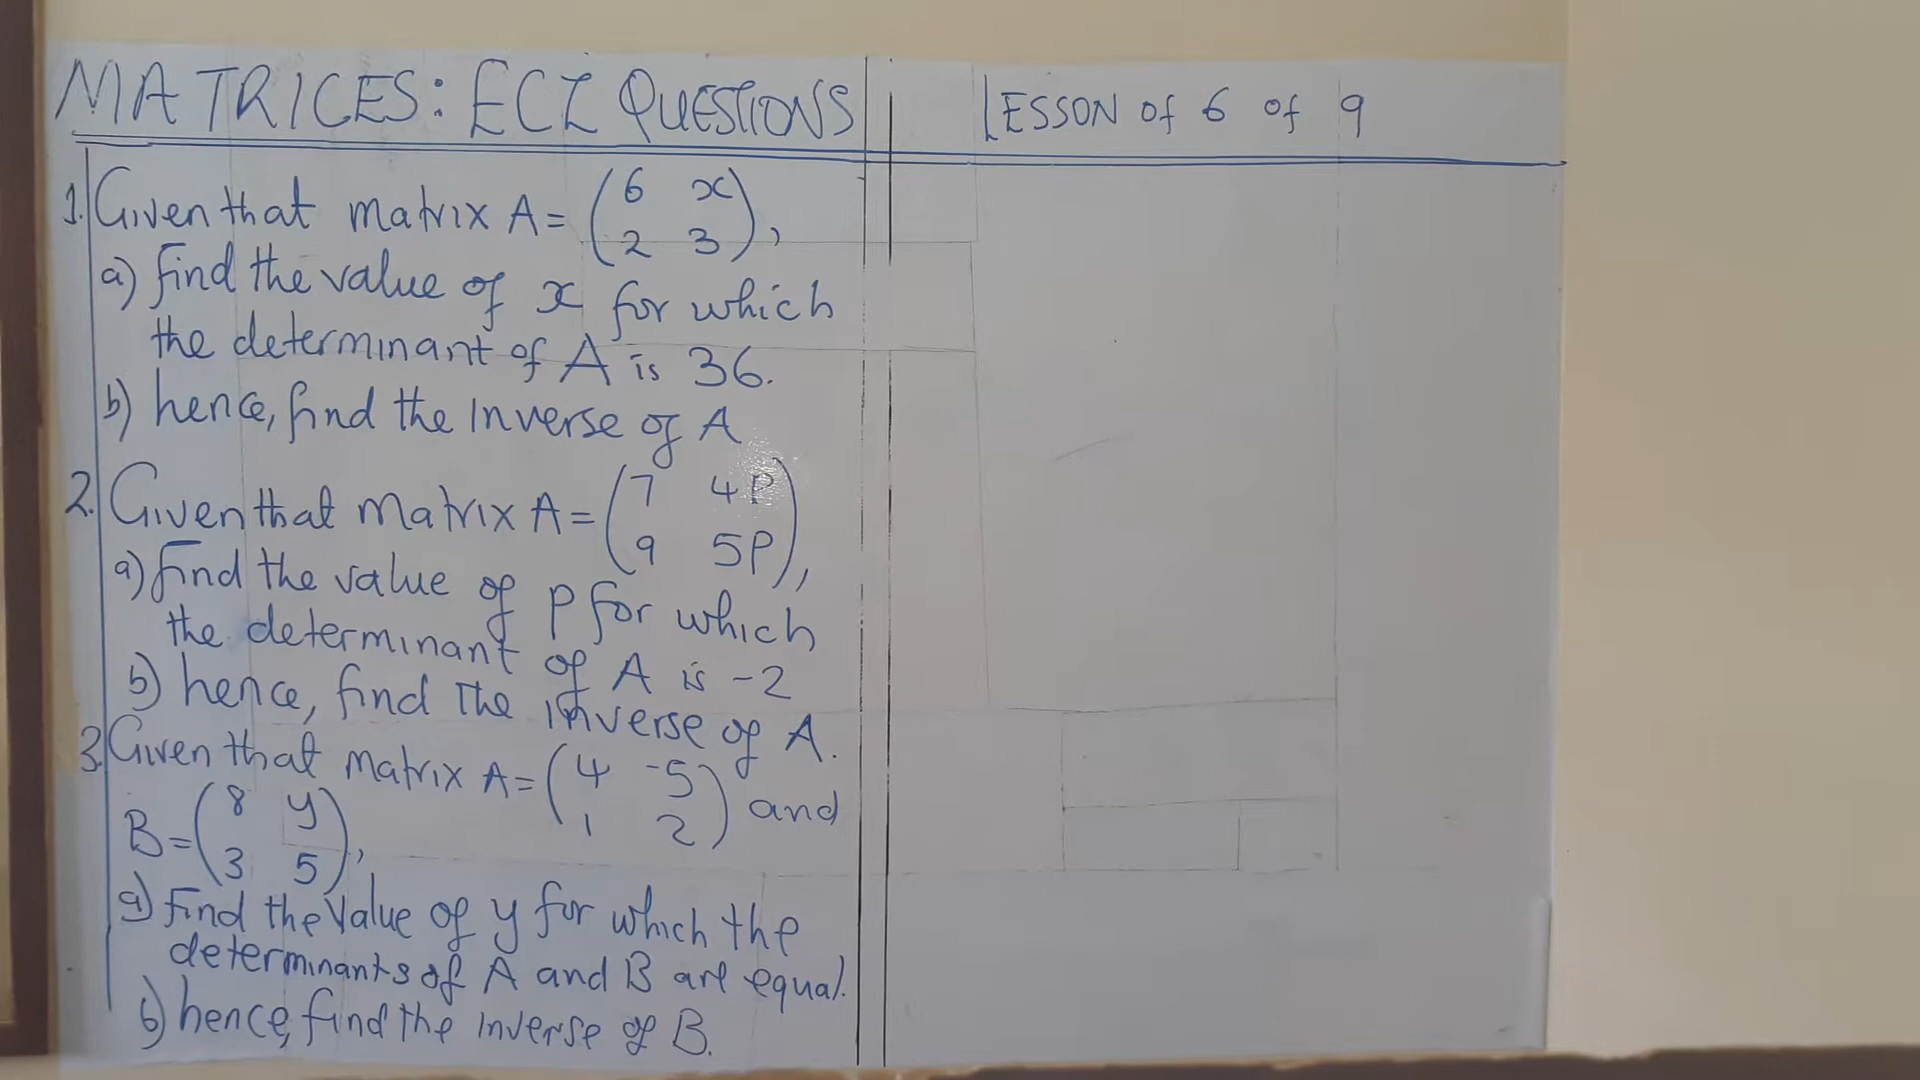 MATRICES: ECZ QUESTIONS
LESSON of 6 of 9
1. Given that matrix A = (6 x
2 3),
a) find the value of x for which
the determinant of A is 36.
b) hence, find the Inverse of A
2. Given that matrix A = (7 4P
9 5P),
a) find the value of p for which
the determinant of A is -2
b) hence, find the inverse of A.
3. Given that matrix A = (4 -5
1 2) and
B = (8 y
3 5),
a) find the value of y for which the
determinants of A and B are equal.
b) hence, find the inverse of B.